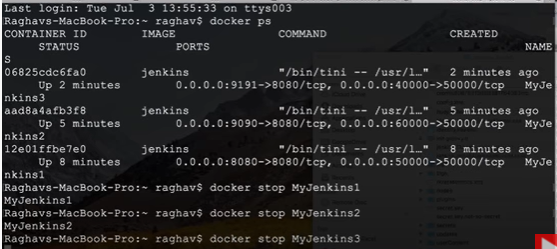 Last login: Tue Jul  3 13:55:33 on ttys003
Raghavs-MacBook-Pro:~ raghav$ docker ps
CONTAINER ID        IMAGE               COMMAND                  CREATED
     STATUS              PORTS                                              NAME
S
06825cdc6fa0        jenkins             "/bin/tini -- /usr/l…"   2 minutes ago
     Up 2 minutes        0.0.0.0:9191->8080/tcp, 0.0.0.0:40000->50000/tcp   MyJe
nkins3
aad8a4afb3f8        jenkins             "/bin/tini -- /usr/l…"   5 minutes ago
     Up 5 minutes        0.0.0.0:9090->8080/tcp, 0.0.0.0:60000->50000/tcp   MyJe
nkins2
12e01ffbe7e0        jenkins             "/bin/tini -- /usr/l…"   8 minutes ago
     Up 8 minutes        0.0.0.0:8080->8080/tcp, 0.0.0.0:50000->50000/tcp   MyJe
nkins1
Raghavs-MacBook-Pro:~ raghav$ docker stop MyJenkins1
MyJenkins1
Raghavs-MacBook-Pro:~ raghav$ docker stop MyJenkins2
MyJenkins2
Raghavs-MacBook-Pro:~ raghav$ docker stop MyJenkins3